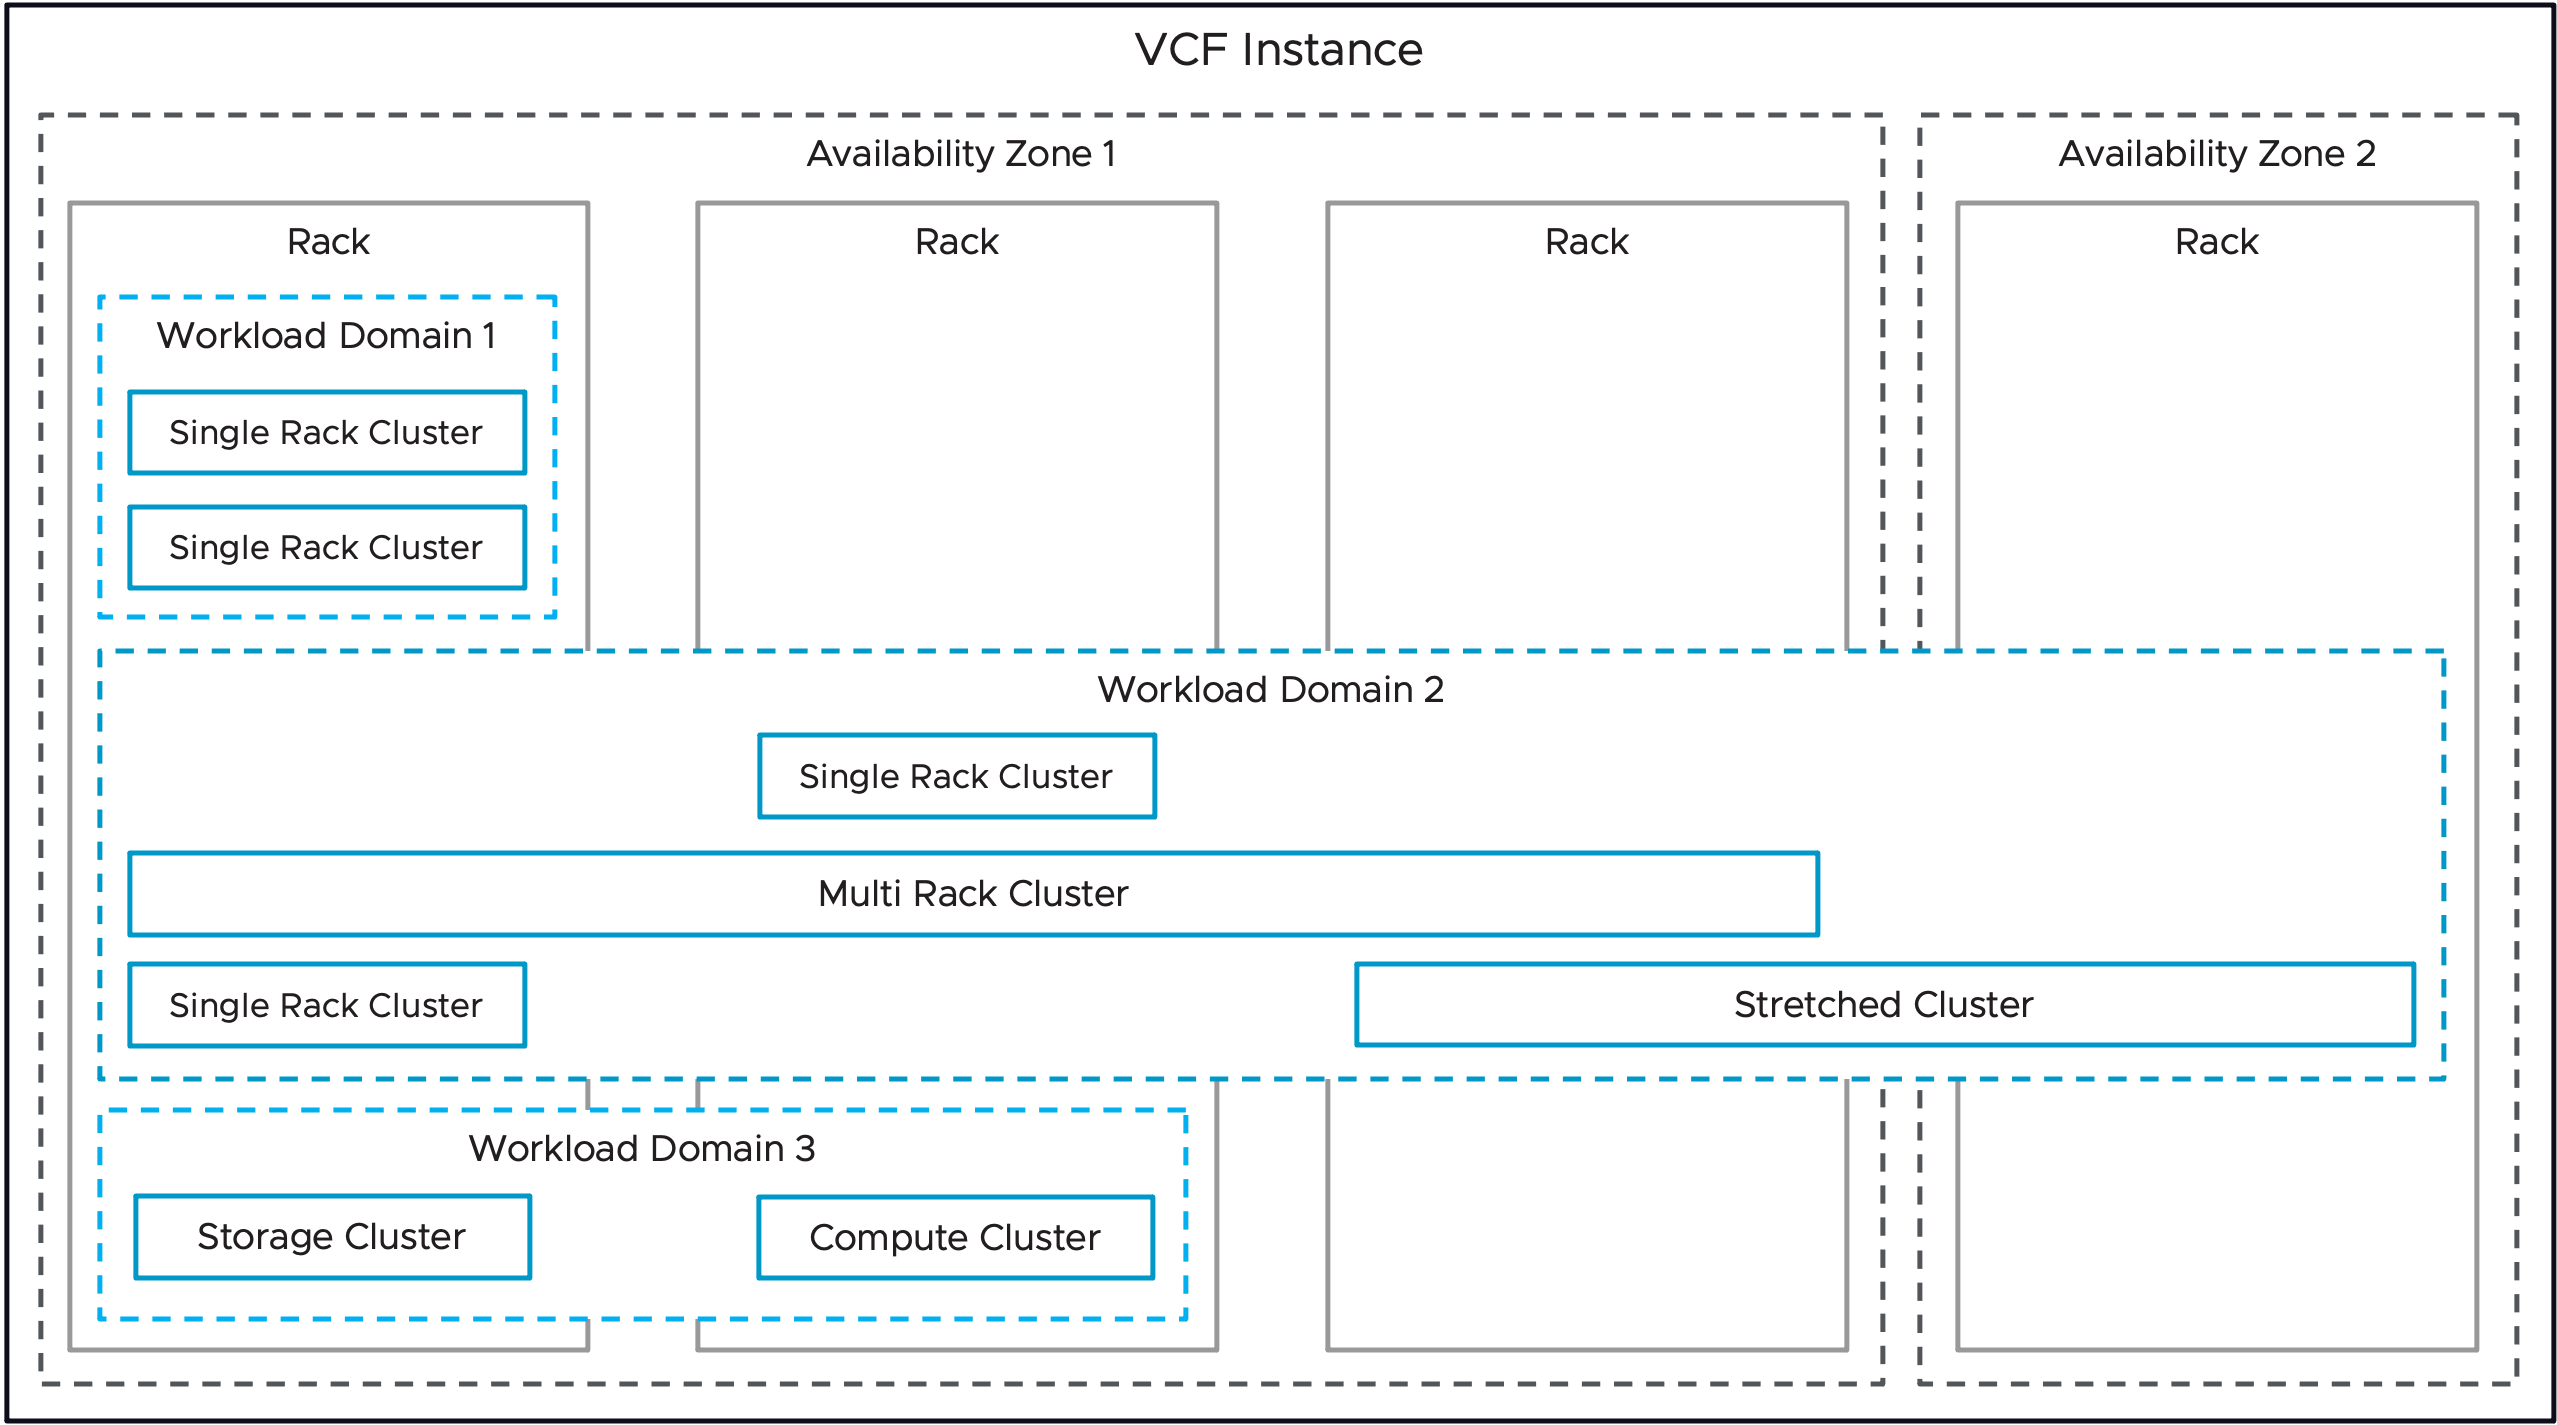 VCF Instance
Availability Zone 1
Availability Zone 2
Rack
Rack
Rack
Rack
Workload Domain 1
Single Rack Cluster
Single Rack Cluster
Workload Domain 2
Single Rack Cluster
Multi Rack Cluster
Single Rack Cluster
Stretched Cluster
Workload Domain 3
Storage Cluster
Compute Cluster